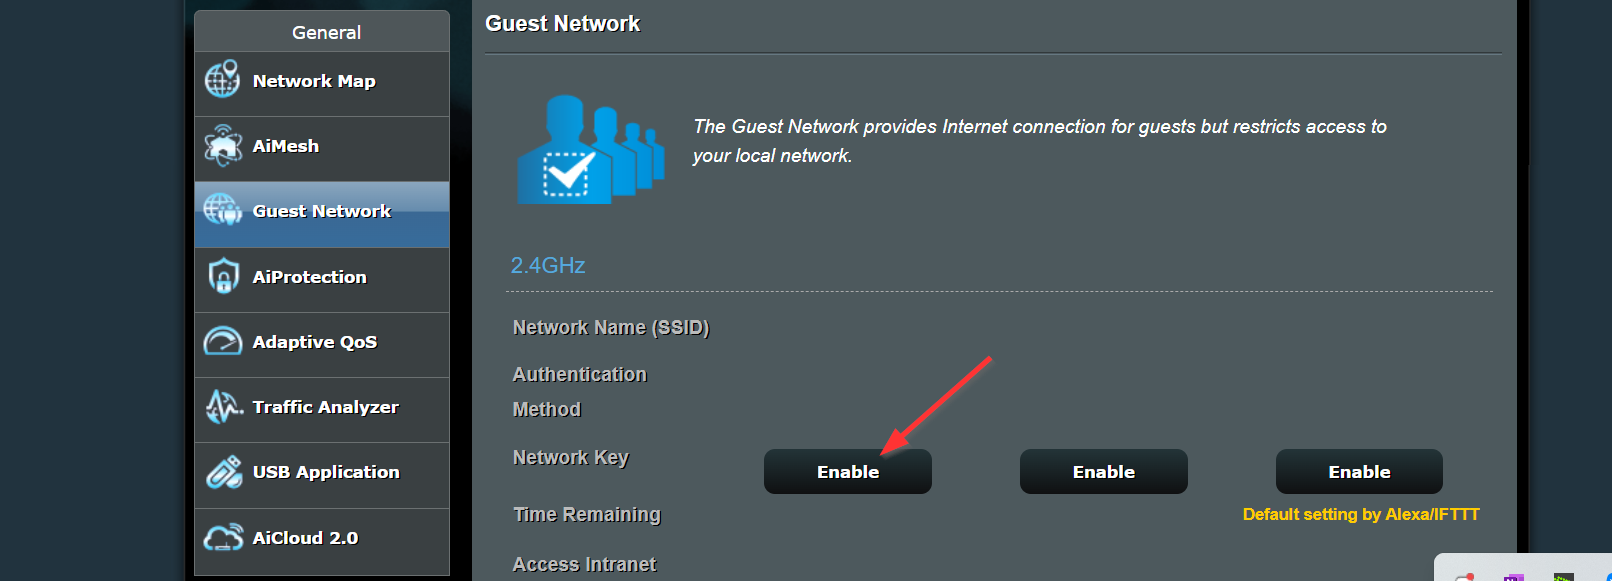 General
Network Map
AiMesh
Guest Network
AiProtection
Adaptive QoS
Traffic Analyzer
USB Application
AiCloud 2.0
Guest Network
The Guest Network provides Internet connection for guests but restricts access to
your local network.
2.4GHz
Network Name (SSID)
Authentication
Method
Network Key
Enable
Enable
Enable
Time Remaining
Default setting by Alexa/IFTTT
Access Intranet